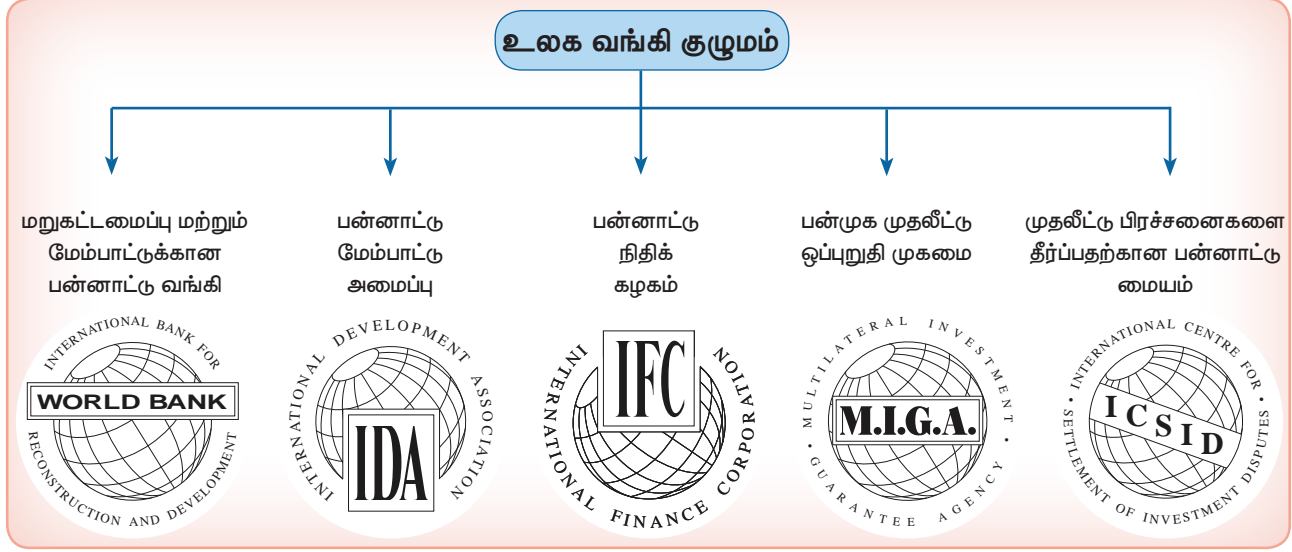 உலக வங்கி குழுமம்
மறுகட்டமைப்பு மற்றும்
மேம்பாட்டுக்கான
பன்னாட்டு வங்கி
பன்னாட்டு
மேம்பாட்டு
அமைப்பு
பன்னாட்டு
நிதிக்
கழகம்
பன்முக முதலீட்டு
ஒப்புறுதி முகமை
முதலீட்டு பிரச்சனைகளை
தீர்ப்பதற்கான பன்னாட்டு
மையம்
INTERNATIONAL BANK FOR
WORLD BANK
RECONSTRUCTION AND DEVELOPMENT
INTERNATIONAL DEVELOPMENT ASSOCIATION
IDA
IFC
INTERNATIONAL FINANCE CORPORATION
MULTILATERAL INVESTMENT
M.I.G.A.
• GUARANTEE AGENCY •
• INTERNATIONAL CENTRE FOR •
ICSID
SETTLEMENT OF INVESTMENT DISPUTES